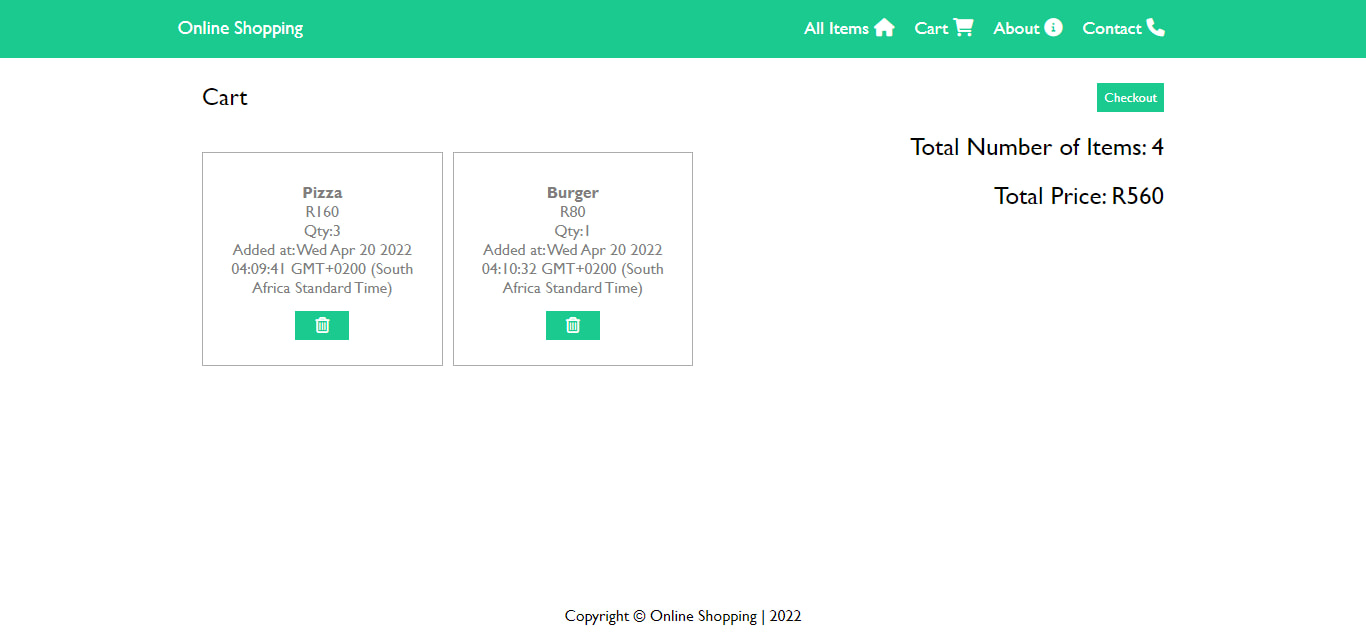 Online Shopping
All Items
Cart
About
Contact
Cart
Checkout
Total Number of Items: 4
Total Price: R560
Pizza
R160
Qty:3
Added at:Wed Apr 20 2022
04:09:41 GMT+0200 (South
Africa Standard Time)
Burger
R80
Qty:1
Added at:Wed Apr 20 2022
04:10:32 GMT+0200 (South
Africa Standard Time)
Copyright © Online Shopping | 2022